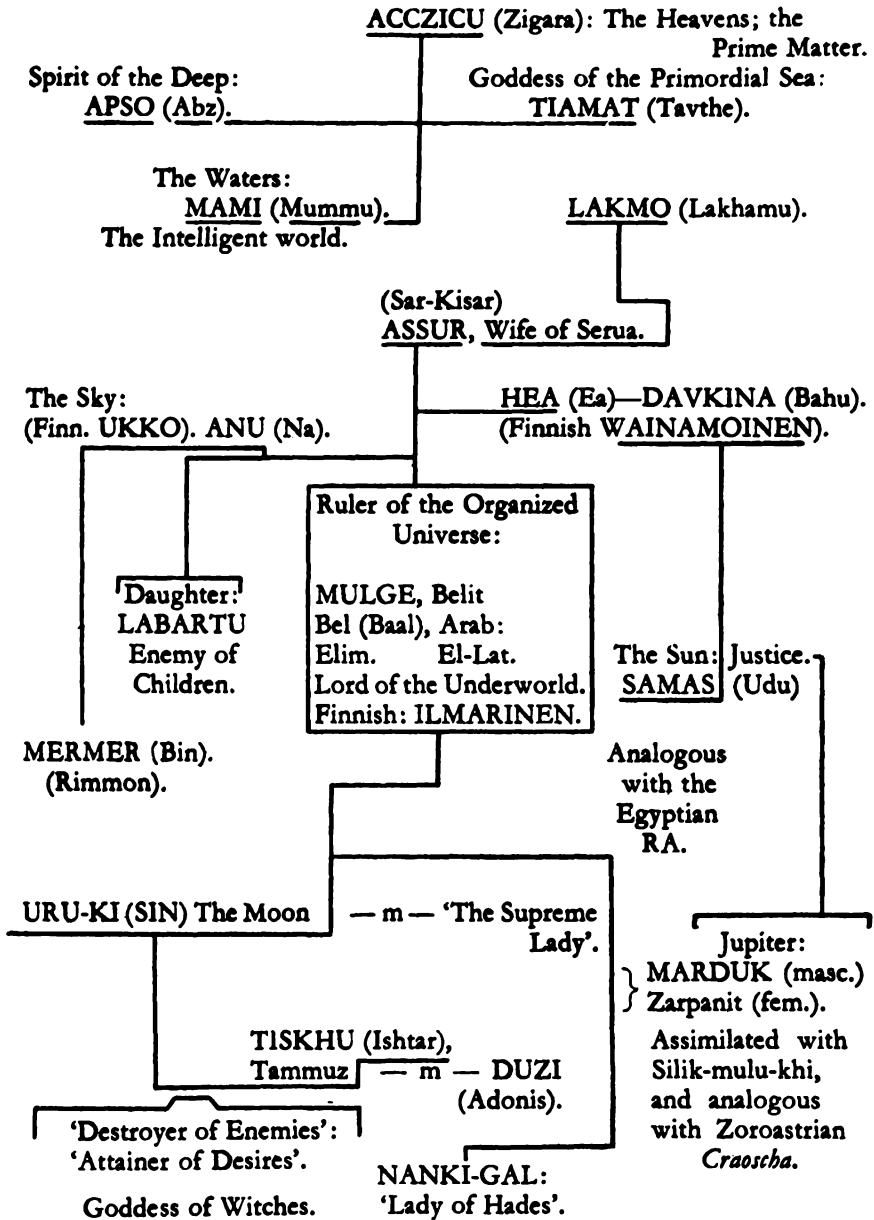 ACCZICU (Zigara): The Heavens; the
Prime Matter.
Spirit of the Deep:
APSO (Abz).
Goddess of the Primordial Sea:
TIAMAT (Tavthe).
The Waters:
MAMI (Mummu).
The Intelligent world.
LAKMO (Lakhamu).
(Sar-Kisar)
ASSUR, Wife of Serua.
The Sky:
(Finn. UKKO). ANU (Na).
HEA (Ea)—DAVKINA (Bahu).
(Finnish WAINAMOINEN).
Ruler of the Organized
Universe:
MULGE, Belit
Bel (Baal), Arab:
Elim. El-Lat.
Lord of the Underworld.
Finnish: ILMARINEN.
'Daughter:'
LABARTU
Enemy of
Children.
The Sun: Justice.
SAMAS (Udu)
MERMER (Bin).
(Rimmon).
Analogous
with the
Egyptian
RA.
URU-KI (SIN) The Moon — m — 'The Supreme
Lady'.
Jupiter:
MARDUK (masc.)
Zarpanit (fem.).
Assimilated with
Silik-mulu-khi,
and analogous
with Zoroastrian
Craoscha.
TISKHU (Ishtar),
Tammuz — m — DUZI
(Adonis).
'Destroyer of Enemies':
'Attainer of Desires'.
Goddess of Witches.
NANKI-GAL:
'Lady of Hades'.